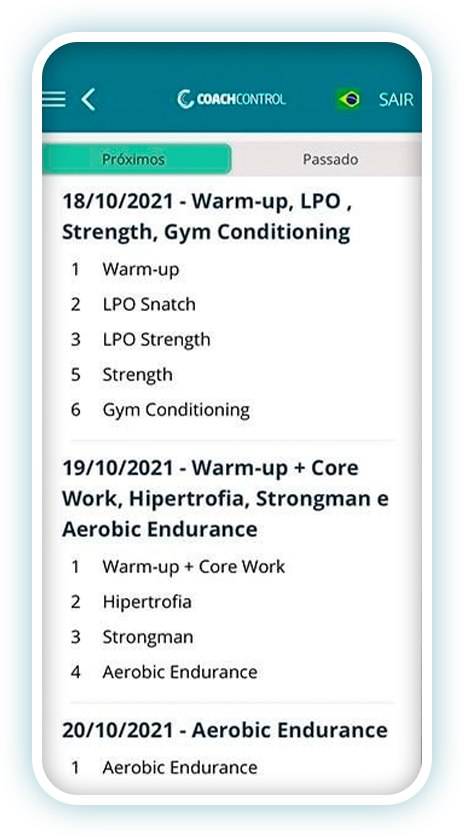 COACHCONTROL
SAIR
Próximos
Passado
18/10/2021 - Warm-up, LPO ,
Strength, Gym Conditioning
1 Warm-up
2 LPO Snatch
3 LPO Strength
5 Strength
6 Gym Conditioning
19/10/2021 - Warm-up + Core
Work, Hipertrofia, Strongman e
Aerobic Endurance
1 Warm-up + Core Work
2 Hipertrofia
3 Strongman
4 Aerobic Endurance
20/10/2021 - Aerobic Endurance
1 Aerobic Endurance